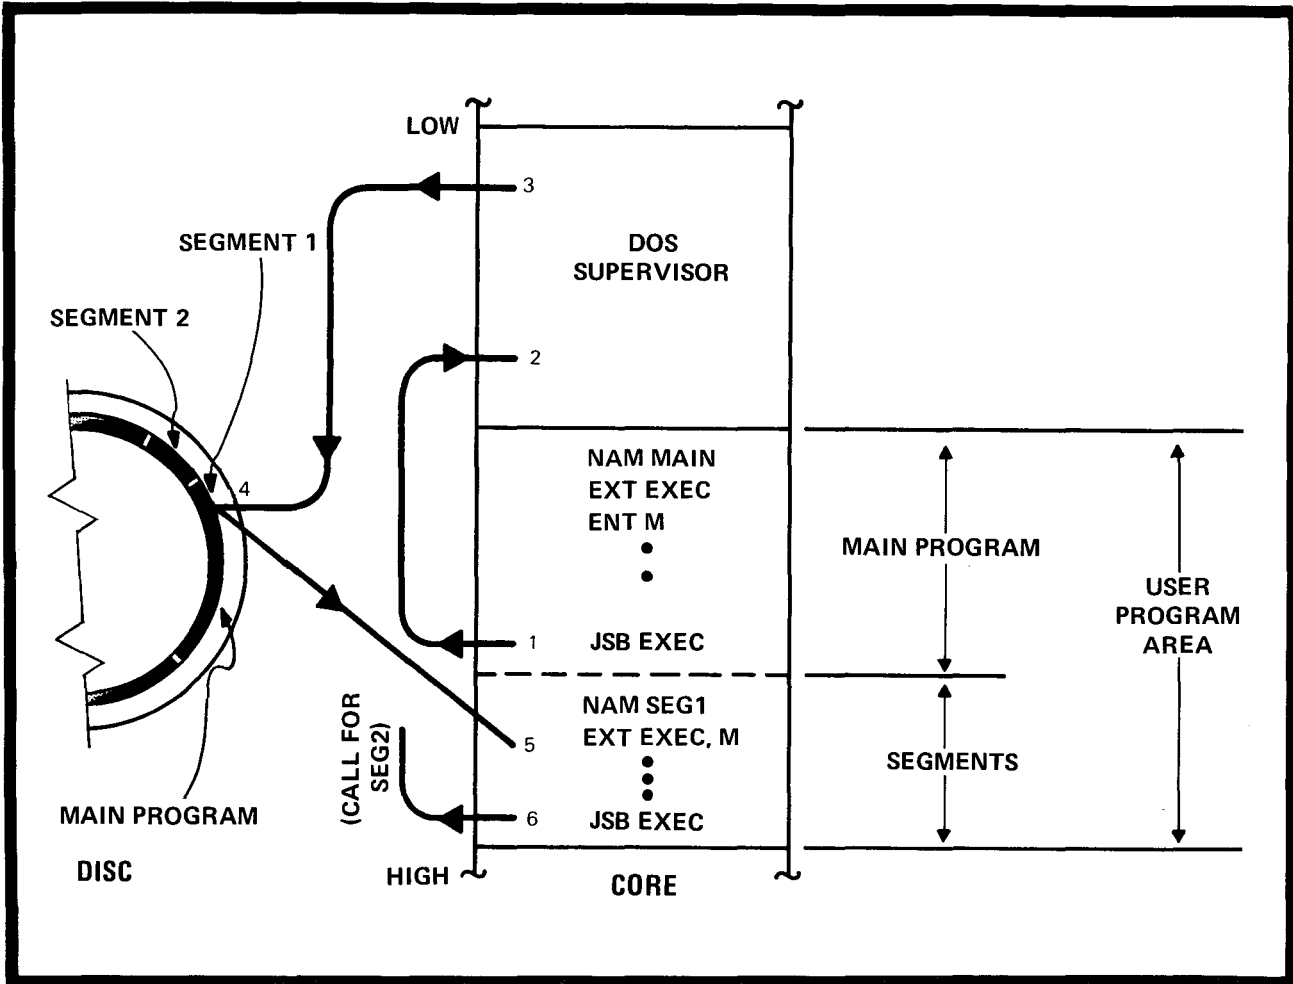 LOW
3
SEGMENT 1
DOS
SUPERVISOR
SEGMENT 2
2
NAM MAIN
EXT EXEC
ENT M
4
MAIN PROGRAM
USER
PROGRAM
AREA
1
JSB EXEC
NAM SEG1
EXT EXEC, M
5
(CALL FOR
SEG2)
SEGMENTS
MAIN PROGRAM
6
JSB EXEC
DISC
HIGH
CORE